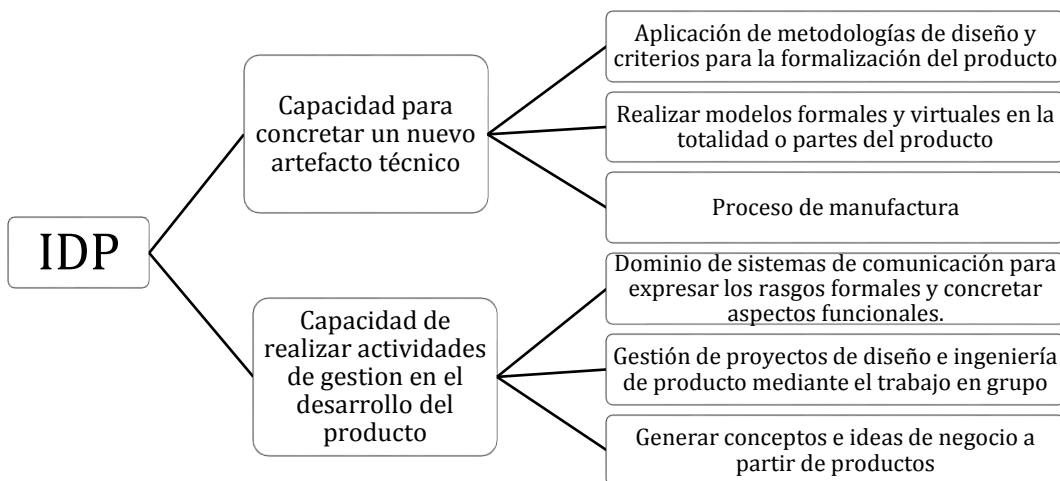 IDP
Capacidad para
concretar un nuevo
artefacto técnico
Aplicación de metodologías de diseño y
criterios para la formalización del producto
Realizar modelos formales y virtuales en la
totalidad o partes del producto
Proceso de manufactura
Capacidad de
realizar actividades
de gestion en el
desarrollo del
producto
Dominio de sistemas de comunicación para
expresar los rasgos formales y concretar
aspectos funcionales.
Gestión de proyectos de diseño e ingeniería
de producto mediante el trabajo en grupo
Generar conceptos e ideas de negocio a
partir de productos